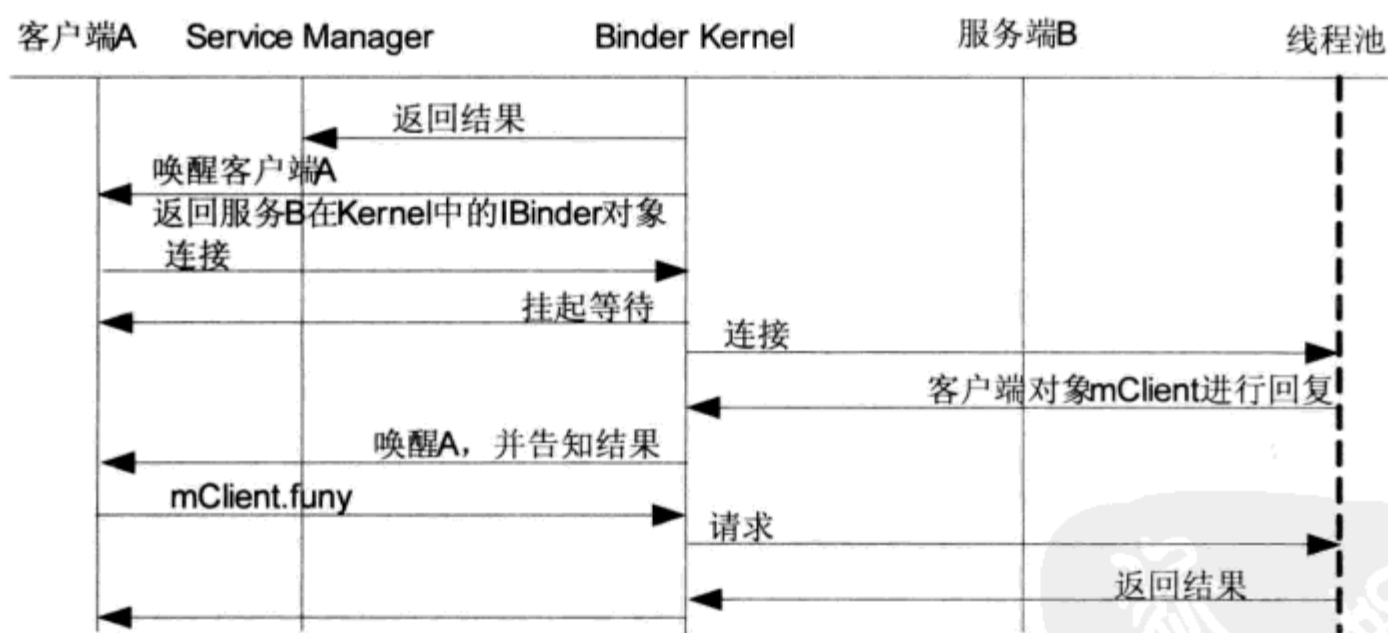 客户端A Service Manager Binder Kernel 服务端B 线程池
返回结果
唤醒客户端A
返回服务B在Kernel中的IBinder对象
连接
挂起等待
连接
客户端对象mClient进行回复
唤醒A，并告知结果
mClient.funy
请求
返回结果